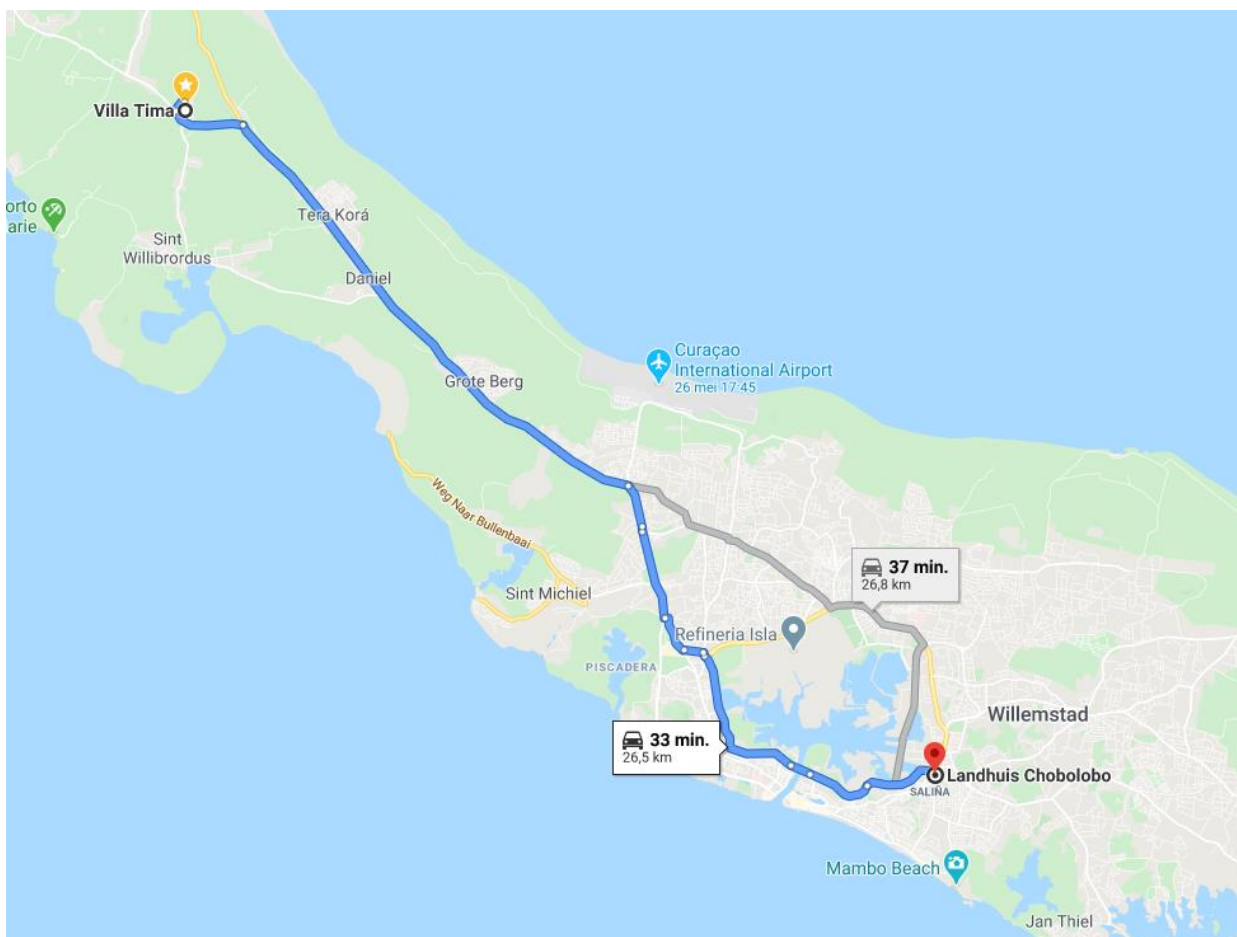 Villa Tima
orto
arie
Sint
Willibrordus
Tera Korá
Daniel
Grote Berg
Curaçao
International Airport
26 mei 17:45
Weg Naar Bullenbaai
Sint Michiel
37 min.
26,8 km
Refineria Isla
PISCADERA
Willemstad
33 min.
26,5 km
Landhuis Chobolobo
SALIÑA
Mambo Beach
Jan Thiel